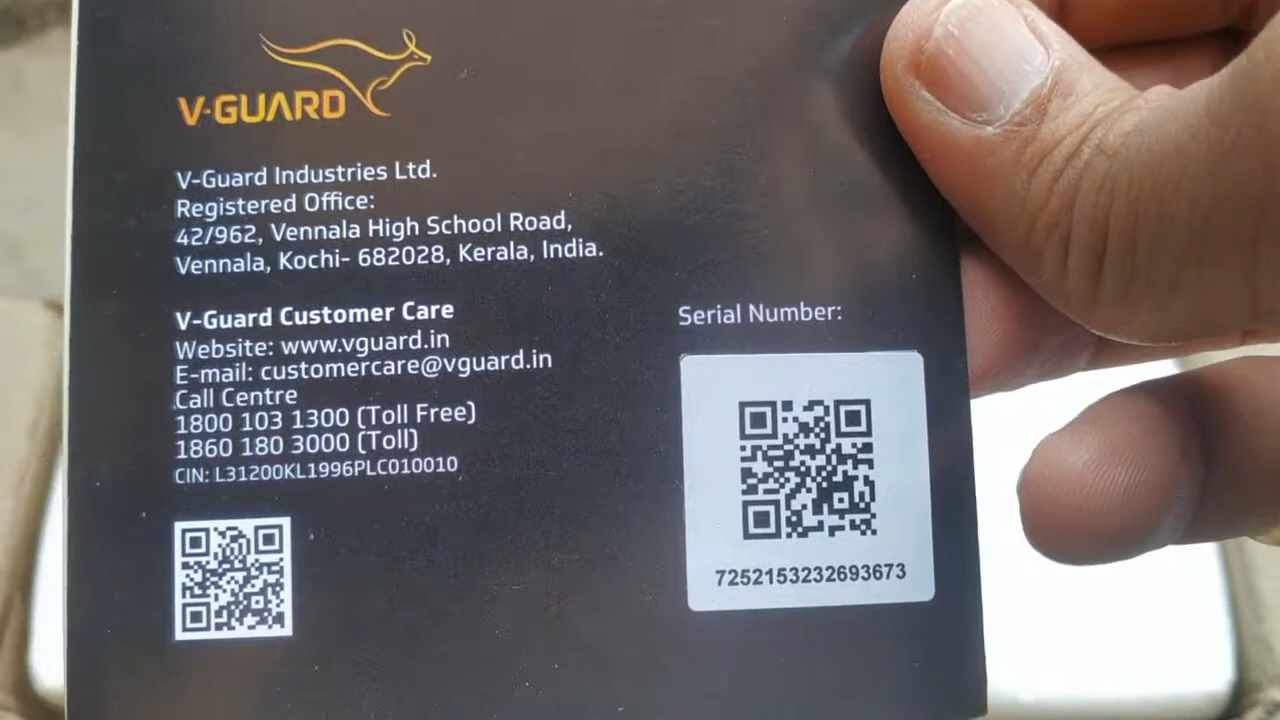 V-GUARD
V-Guard Industries Ltd.
Registered Office:
42/962, Vennala High School Road,
Vennala, Kochi- 682028, Kerala, India.
V-Guard Customer Care
Website: www.vguard.in
E-mail: customercare@vguard.in
Call Centre
1800 103 1300 (Toll Free)
1860 180 3000 (Toll)
CIN: L31200KL1996PLC010010
Serial Number:
7252153232693673